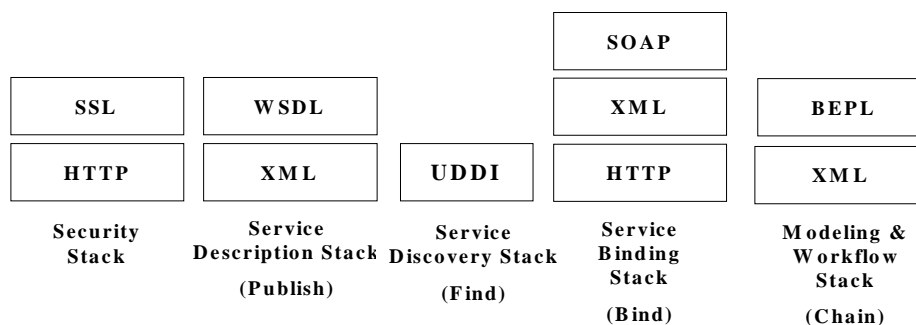 SOAP
SSL
WSDL
XML
BEPL
HTTP
XML
UDDI
HTTP
XML
Security
Stack
Service
Description Stack
(Publish)
Service
Discovery Stack
(Find)
Service
Binding
Stack
(Bind)
Modeling &
Workflow
Stack
(Chain)